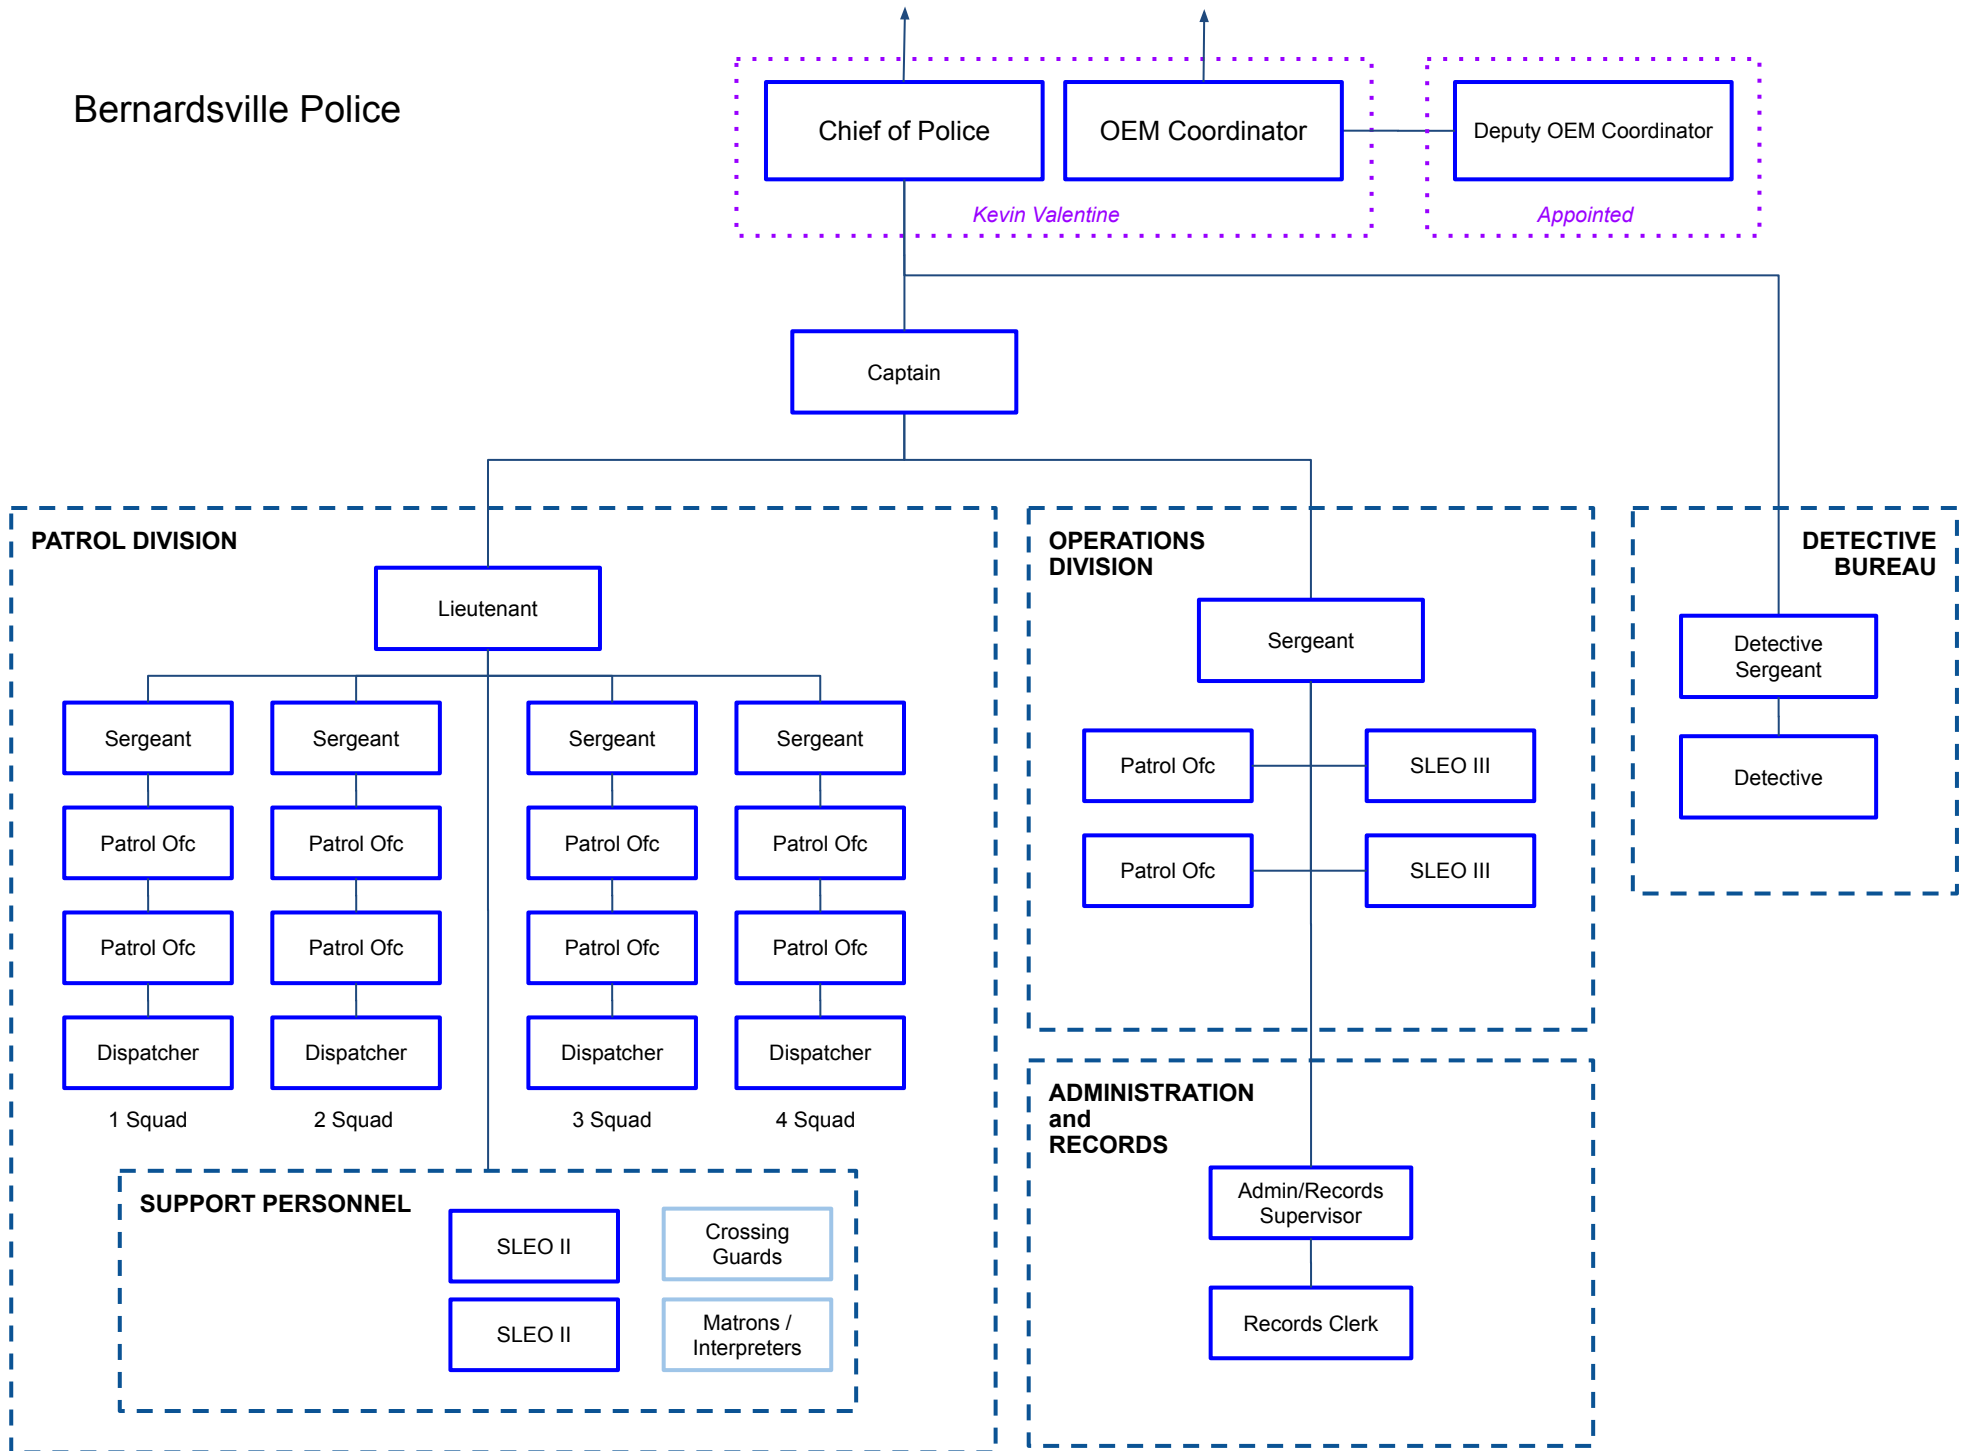 Bernardsville Police
Chief of Police
OEM Coordinator
Deputy OEM Coordinator
Kevin Valentine
Appointed
Captain
PATROL DIVISION
Lieutenant
Sergeant
Patrol Ofc
Patrol Ofc
Dispatcher
1 Squad
Sergeant
Patrol Ofc
Patrol Ofc
Dispatcher
2 Squad
Sergeant
Patrol Ofc
Patrol Ofc
Dispatcher
3 Squad
Sergeant
Patrol Ofc
Patrol Ofc
Dispatcher
4 Squad
SUPPORT PERSONNEL
SLEO II
SLEO II
Crossing
Guards
Matrons /
Interpreters
OPERATIONS
DIVISION
Sergeant
Patrol Ofc
SLEO III
Patrol Ofc
SLEO III
ADMINISTRATION
and
RECORDS
Admin/Records
Supervisor
Records Clerk
DETECTIVE
BUREAU
Detective
Sergeant
Detective